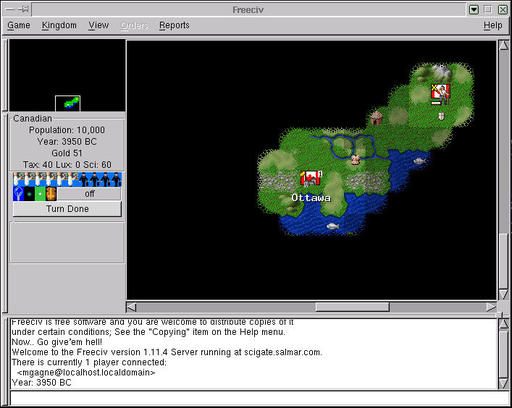 Freeciv
Game Kingdom View Orders Reports Help
Canadian
Population: 10,000
Year: 3950 BC
Gold 51
Tax: 40 Lux: 0 Sci: 60
off
Turn Done
Ottawa
Freeciv is free software and you are welcome to distribute copies of it
under certain conditions; See the "Copying" item on the Help menu.
Now.. Go give'em hell!
Welcome to the Freeciv version 1.11.4 Server running at scigate.salmar.com.
There is currently 1 player connected:
<mgagne@localhost.localdomain>
Year: 3950 BC